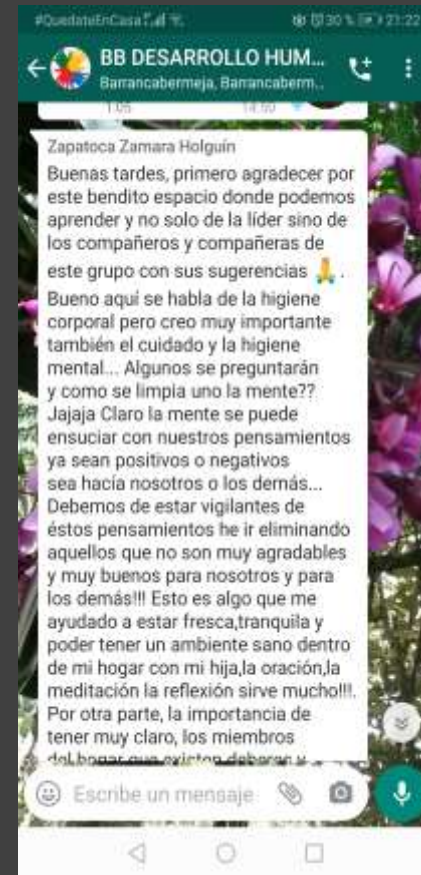 #QuedateEnCasa 30 % 21:22
BB DESARROLLO HUM...
Barrancabermeja, Barrancaberm...
1:05 14:50
Zapatoca Zamara Holguín
Buenas tardes, primero agradecer por
este bendito espacio donde podemos
aprender y no solo de la líder sino de
los compañeros y compañeras de
este grupo con sus sugerencias 🙏.
Bueno aquí se habla de la higiene
corporal pero creo muy importante
también el cuidado y la higiene
mental... Algunos se preguntarán
y como se limpia uno la mente??
Jajaja Claro la mente se puede
ensuciar con nuestros pensamientos
ya sean positivos o negativos
sea hacía nosotros o los demás...
Debemos de estar vigilantes de
éstos pensamientos he ir eliminando
aquellos que no son muy agradables
y muy buenos para nosotros y para
los demás!!! Esto es algo que me
ayudado a estar fresca,tranquila y
poder tener un ambiente sano dentro
de mi hogar con mi hija,la oración,la
meditación la reflexión sirve mucho!!!.
Por otra parte, la importancia de
tener muy claro, los miembros
del hogar que existen deberes y
Escribe un mensaje